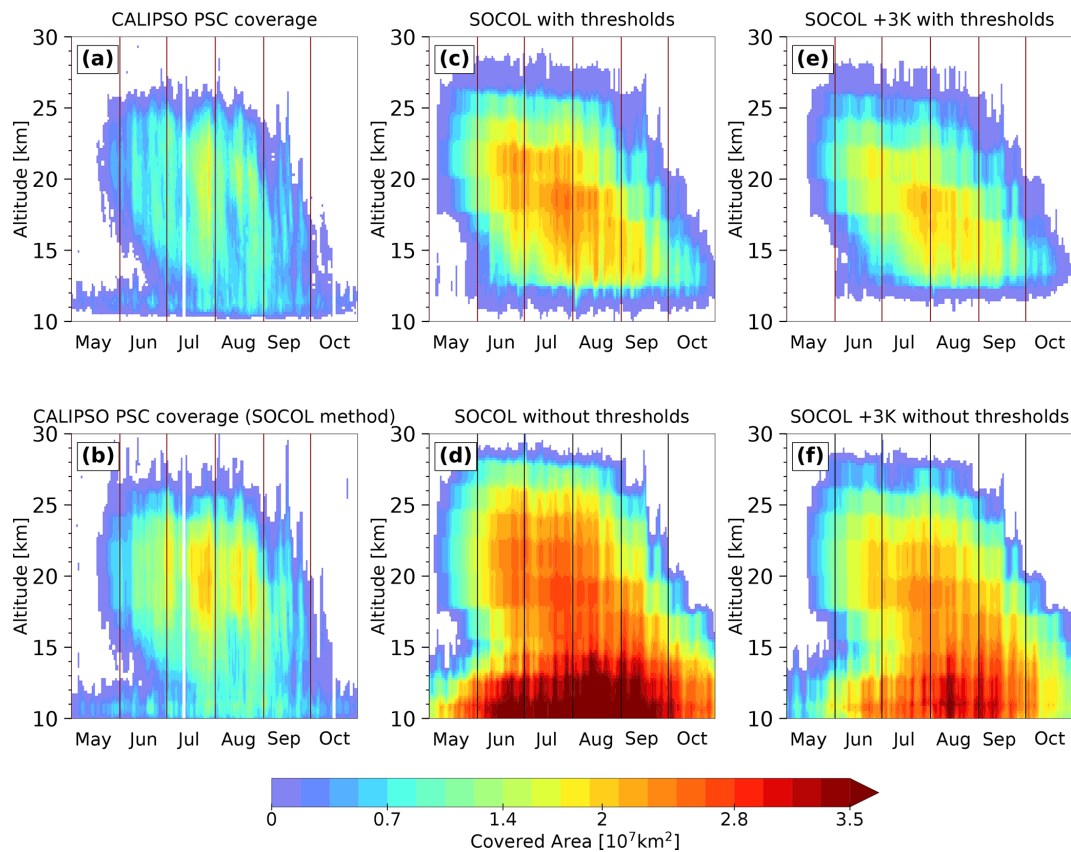 CALIPSO PSC coverage
SOCOL with thresholds
SOCOL +3K with thresholds
(a)
(c)
(e)
30
25
20
15
10
Altitude [km]
May Jun Jul Aug Sep Oct
30
25
20
15
10
Altitude [km]
May Jun Jul Aug Sep Oct
30
25
20
15
10
Altitude [km]
May Jun Jul Aug Sep Oct
CALIPSO PSC coverage (SOCOL method)
SOCOL without thresholds
SOCOL +3K without thresholds
(b)
(d)
(f)
30
25
20
15
10
Altitude [km]
May Jun Jul Aug Sep Oct
30
25
20
15
10
Altitude [km]
May Jun Jul Aug Sep Oct
30
25
20
15
10
Altitude [km]
May Jun Jul Aug Sep Oct
0 0.7 1.4 2 2.8 3.5
Covered Area [10⁷km²]